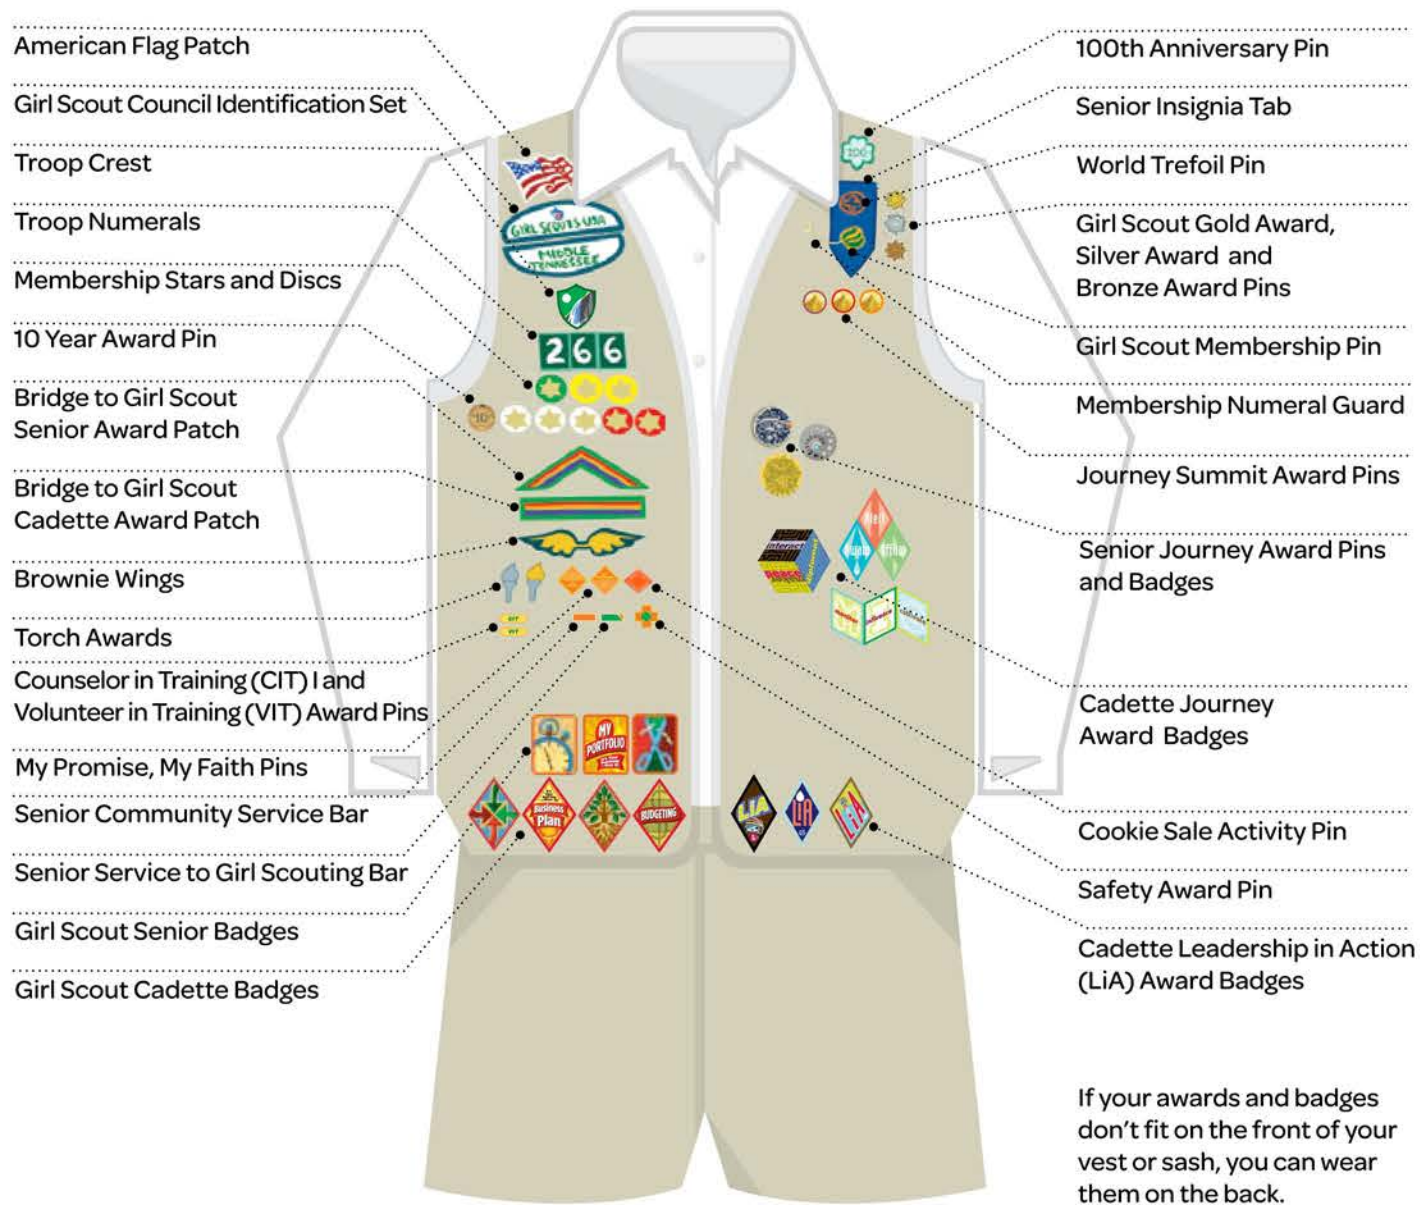 American Flag Patch
Girl Scout Council Identification Set
Troop Crest
Troop Numerals
Membership Stars and Discs
10 Year Award Pin
Bridge to Girl Scout
Senior Award Patch
Bridge to Girl Scout
Cadette Award Patch
Brownie Wings
Torch Awards
Counselor in Training (CIT) I and
Volunteer in Training (VIT) Award Pins
My Promise, My Faith Pins
Senior Community Service Bar
Senior Service to Girl Scouting Bar
Girl Scout Senior Badges
Girl Scout Cadette Badges
GIRL SCOUTS USA
MIDDLE
TENNESSEE
266
10
CIT
VIT
MY
PORTFOLIO
Business
Plan
BUDGETING
100
interact
LiA
LiA
LiA
100th Anniversary Pin
Senior Insignia Tab
World Trefoil Pin
Girl Scout Gold Award,
Silver Award and
Bronze Award Pins
Girl Scout Membership Pin
Membership Numeral Guard
Journey Summit Award Pins
Senior Journey Award Pins
and Badges
Cadette Journey
Award Badges
Cookie Sale Activity Pin
Safety Award Pin
Cadette Leadership in Action
(LiA) Award Badges
If your awards and badges
don't fit on the front of your
vest or sash, you can wear
them on the back.